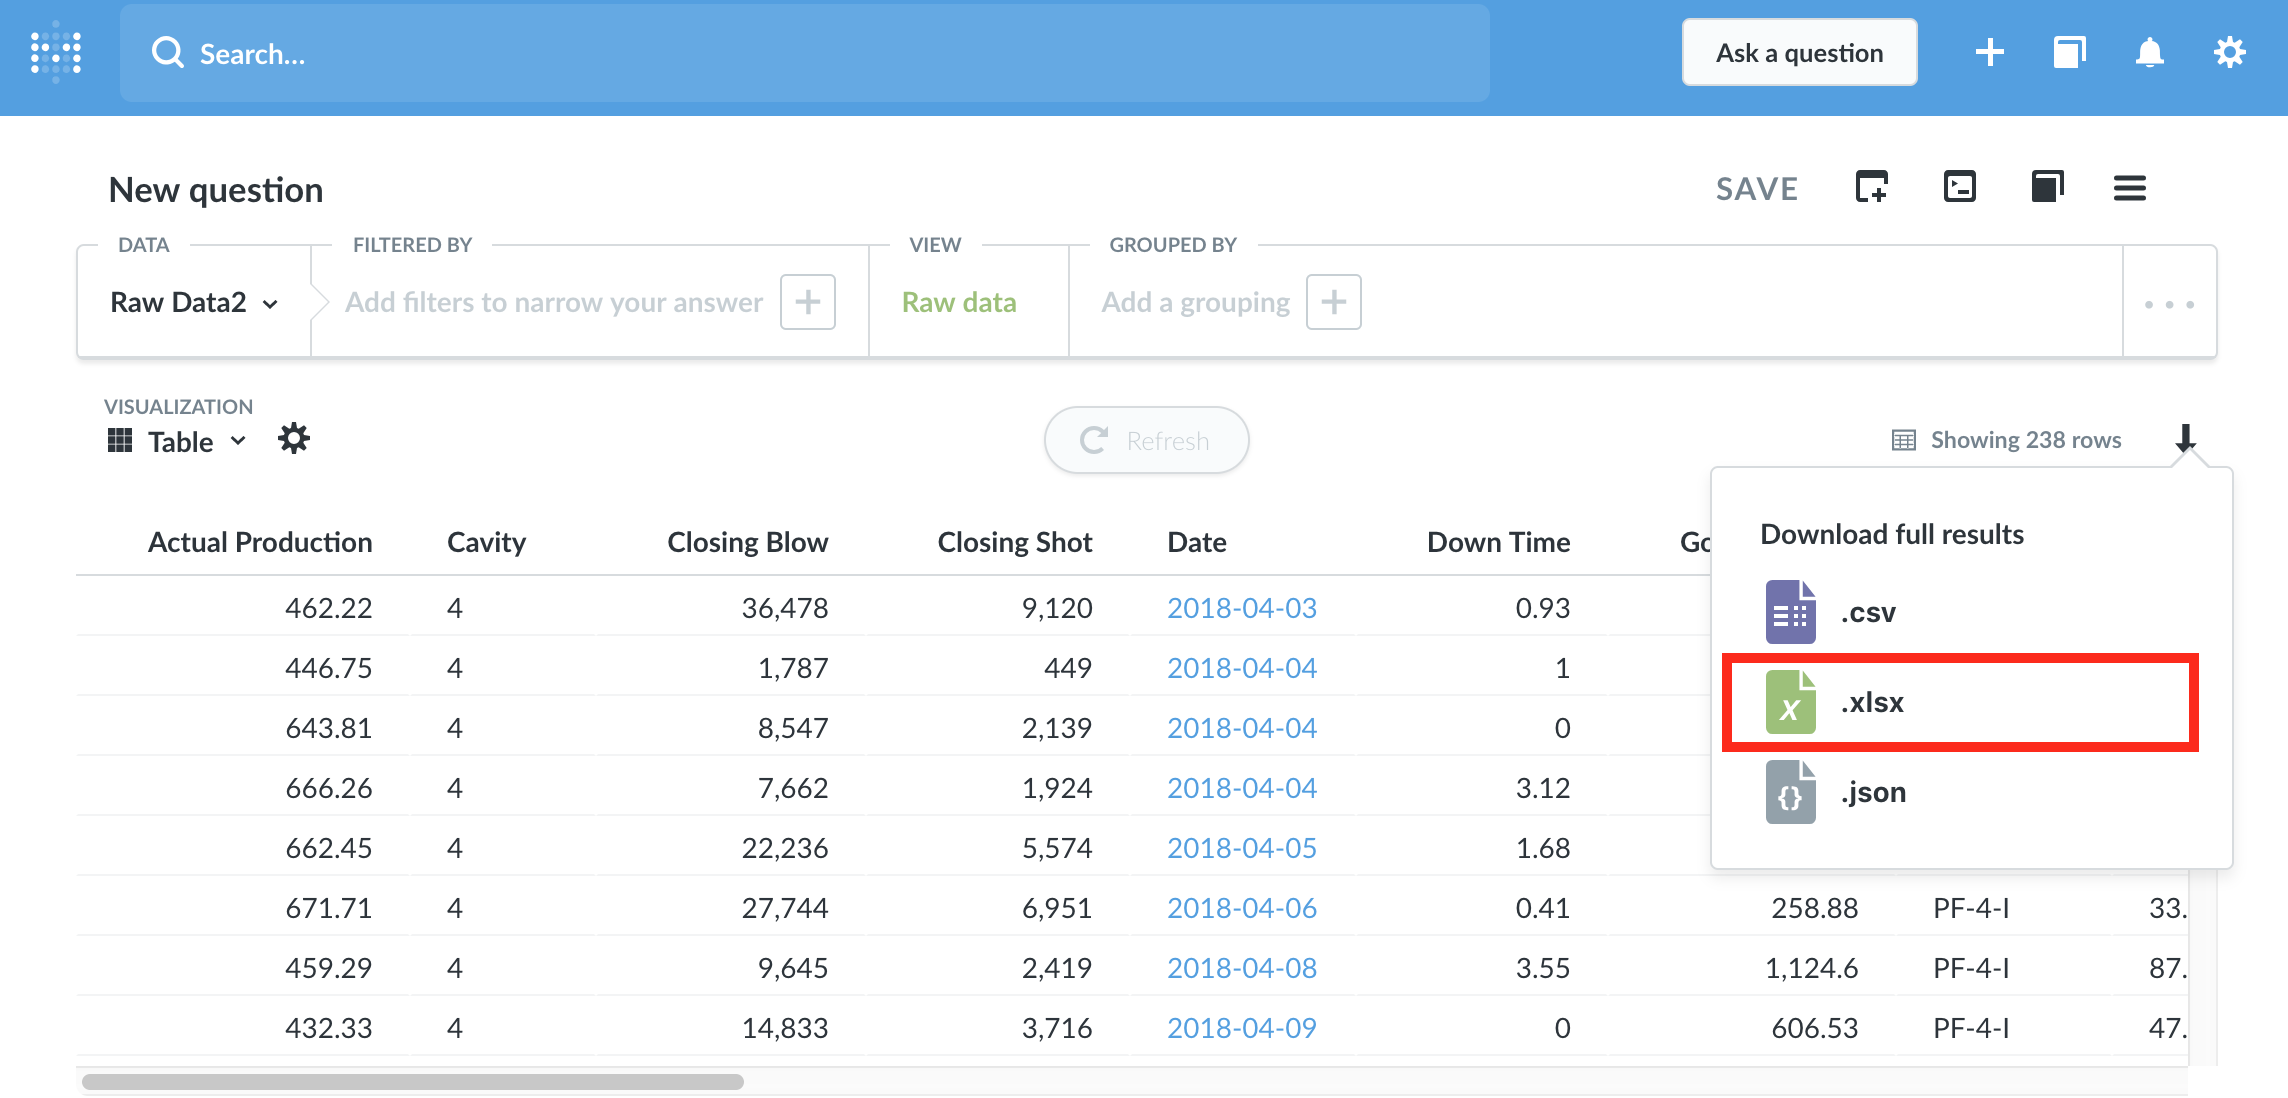 Search...
Ask a question
New question
SAVE
DATA FILTERED BY VIEW GROUPED BY
Raw Data2 Add filters to narrow your answer Raw data Add a grouping
VISUALIZATION
Table Refresh Showing 238 rows
Download full results
.csv
.xlsx
.json
Actual Production Cavity Closing Blow Closing Shot Date Down Time Go
462.22 4 36,478 9,120 2018-04-03 0.93
446.75 4 1,787 449 2018-04-04 1
643.81 4 8,547 2,139 2018-04-04 0
666.26 4 7,662 1,924 2018-04-04 3.12
662.45 4 22,236 5,574 2018-04-05 1.68
671.71 4 27,744 6,951 2018-04-06 0.41 258.88 PF-4-I 33.
459.29 4 9,645 2,419 2018-04-08 3.55 1,124.6 PF-4-I 87.
432.33 4 14,833 3,716 2018-04-09 0 606.53 PF-4-I 47.